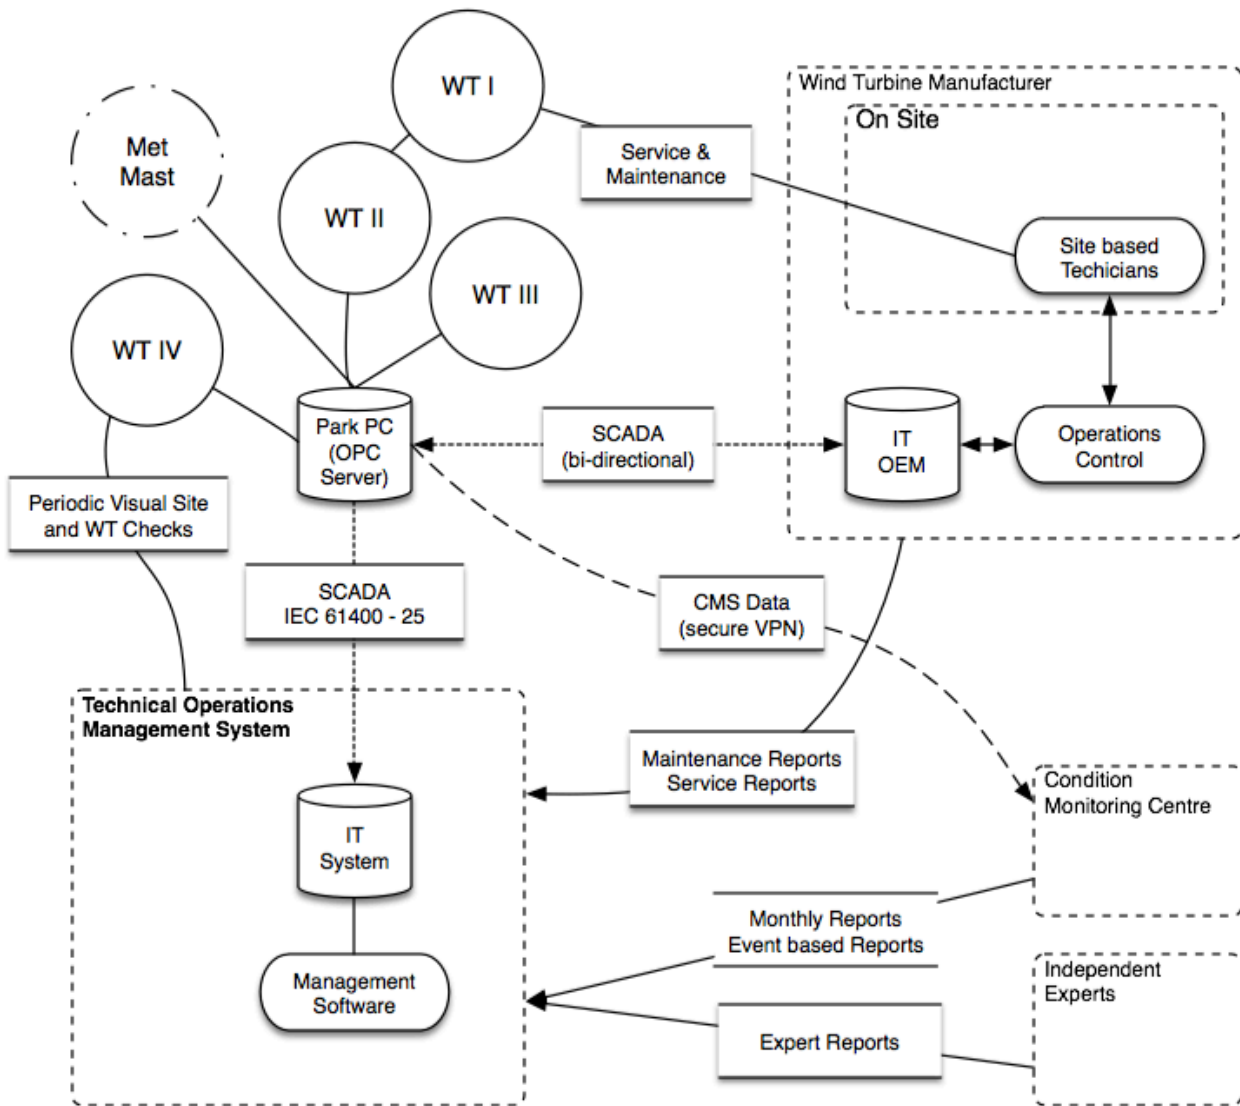 WT I
Wind Turbine Manufacturer
On Site
Met
Mast
Service &
Maintenance
WT II
Site based
Techicians
WT III
WT IV
Park PC
(OPC
Server)
SCADA
(bi-directional)
IT
OEM
Operations
Control
Periodic Visual Site
and WT Checks
SCADA
IEC 61400 - 25
CMS Data
(secure VPN)
Technical Operations
Management System
Maintenance Reports
Service Reports
Condition
Monitoring Centre
IT
System
Monthly Reports
Event based Reports
Management
Software
Independent
Experts
Expert Reports